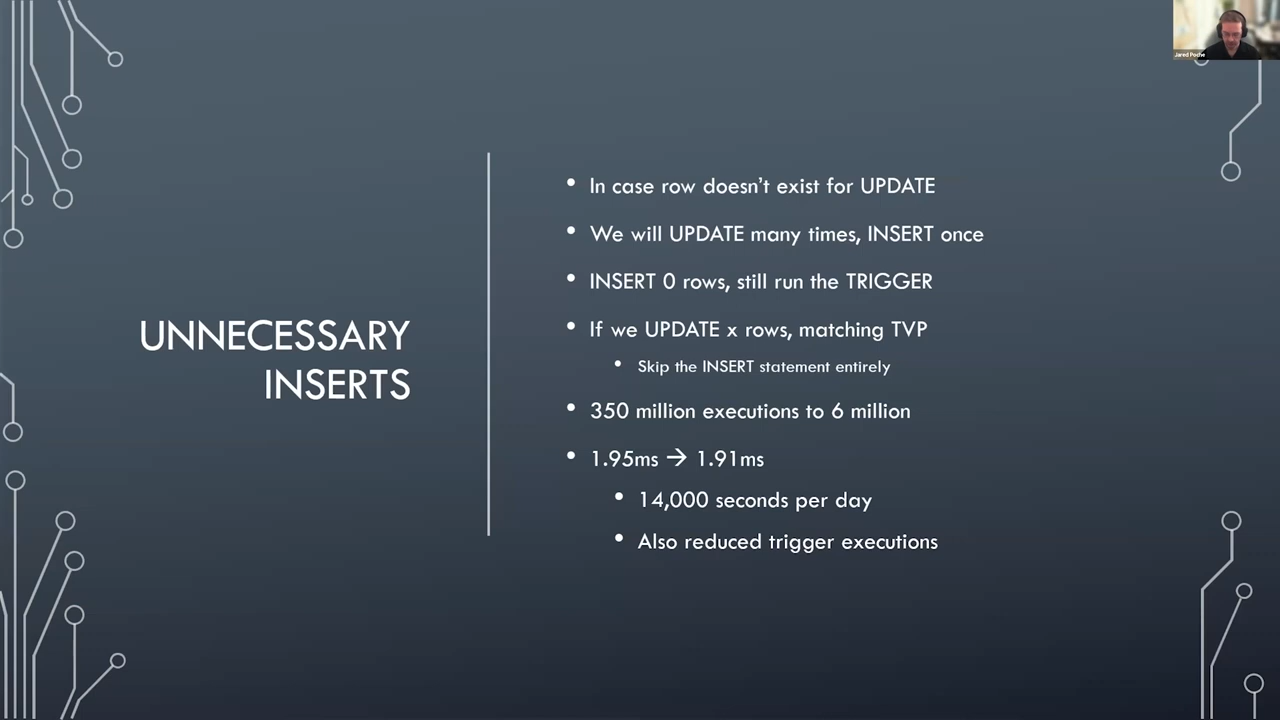 Jared Poche
UNNECESSARY
INSERTS
• In case row doesn't exist for UPDATE
• We will UPDATE many times, INSERT once
• INSERT 0 rows, still run the TRIGGER
• If we UPDATE x rows, matching TVP
• Skip the INSERT statement entirely
• 350 million executions to 6 million
• 1.95ms → 1.91ms
• 14,000 seconds per day
• Also reduced trigger executions